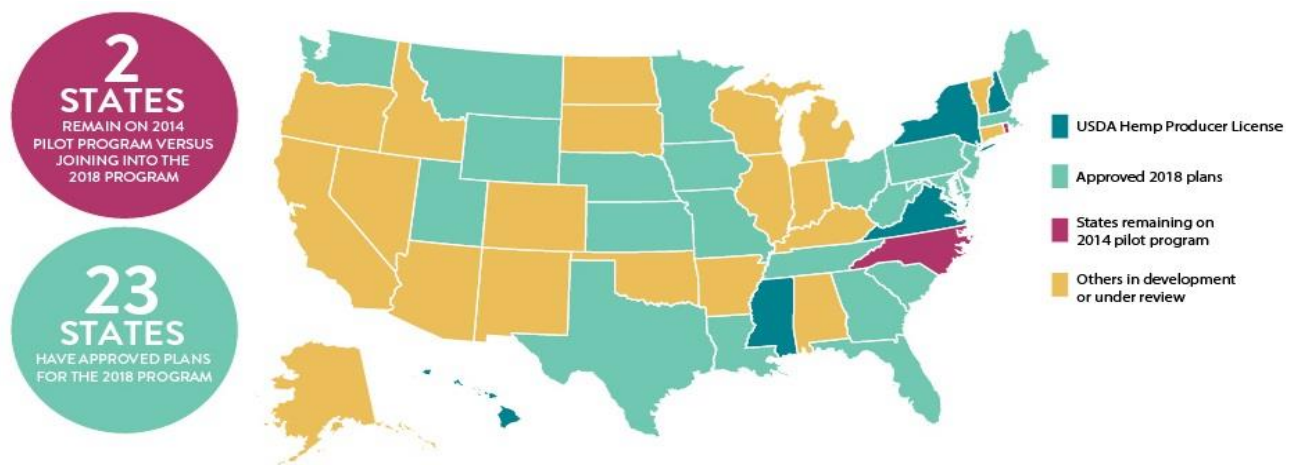 2
STATES
REMAIN ON 2014
PILOT PROGRAM VERSUS
JOINING INTO THE
2018 PROGRAM
23
STATES
HAVE APPROVED PLANS
FOR THE 2018 PROGRAM
USDA Hemp Producer License
Approved 2018 plans
States remaining on
2014 pilot program
Others in development
or under review